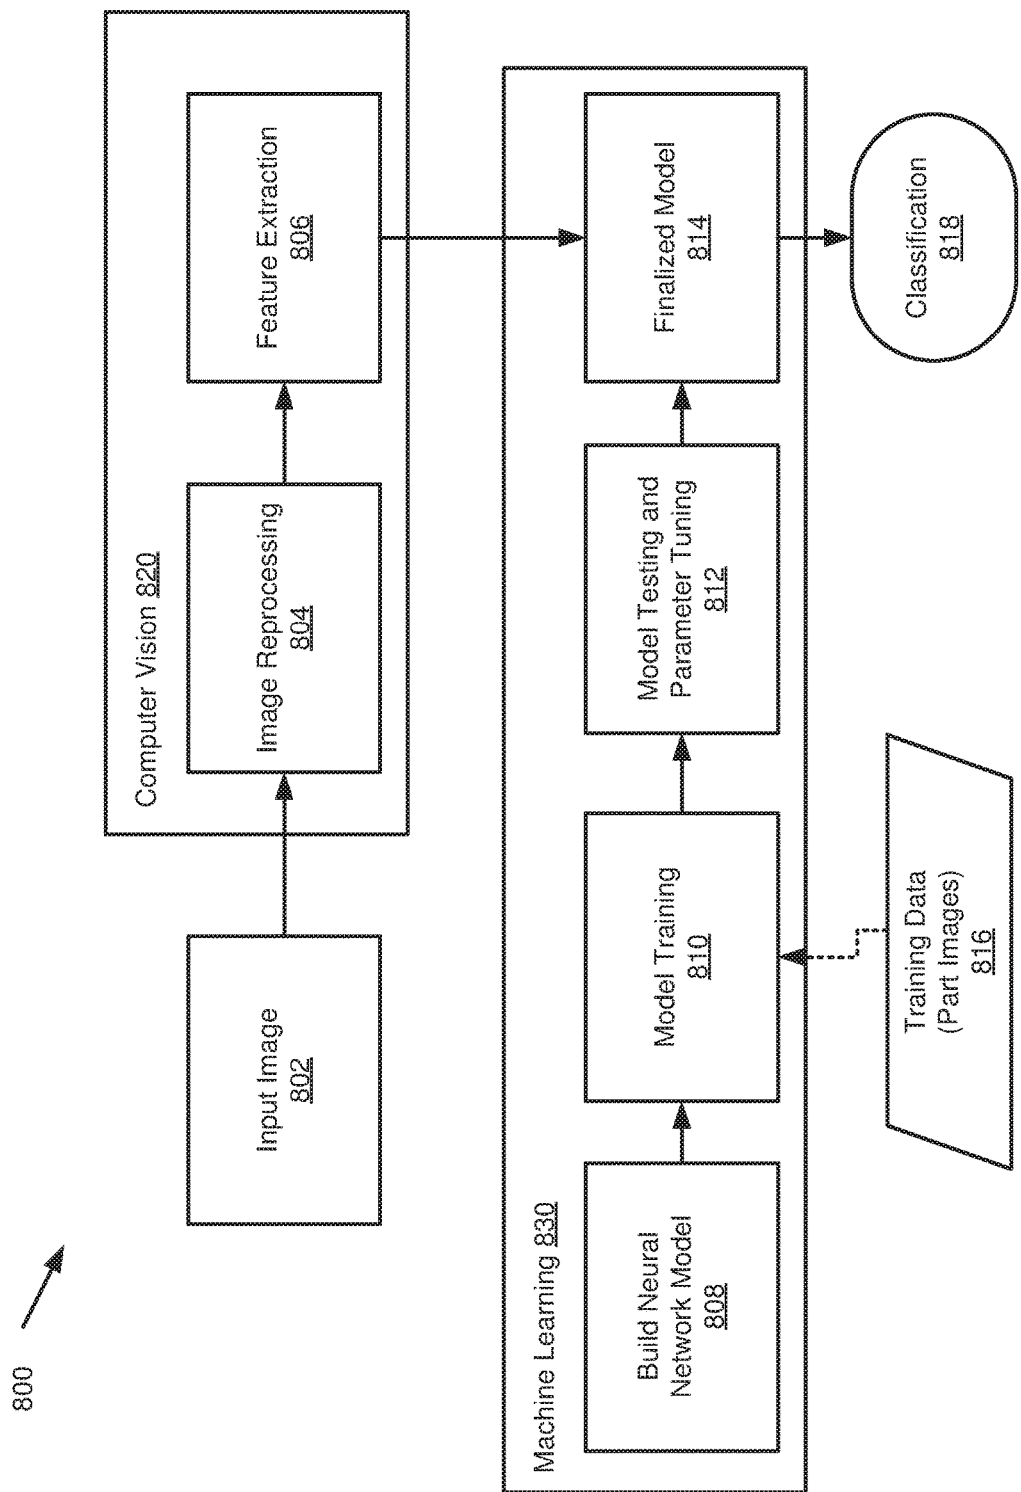 800
Computer Vision 820
Input Image
802
Image Reprocessing
804
Feature Extraction
806
Machine Learning 830
Build Neural
Network Model
808
Model Training
810
Model Testing and
Parameter Tuning
812
Finalized Model
814
Training Data
(Part Images)
816
Classification
818